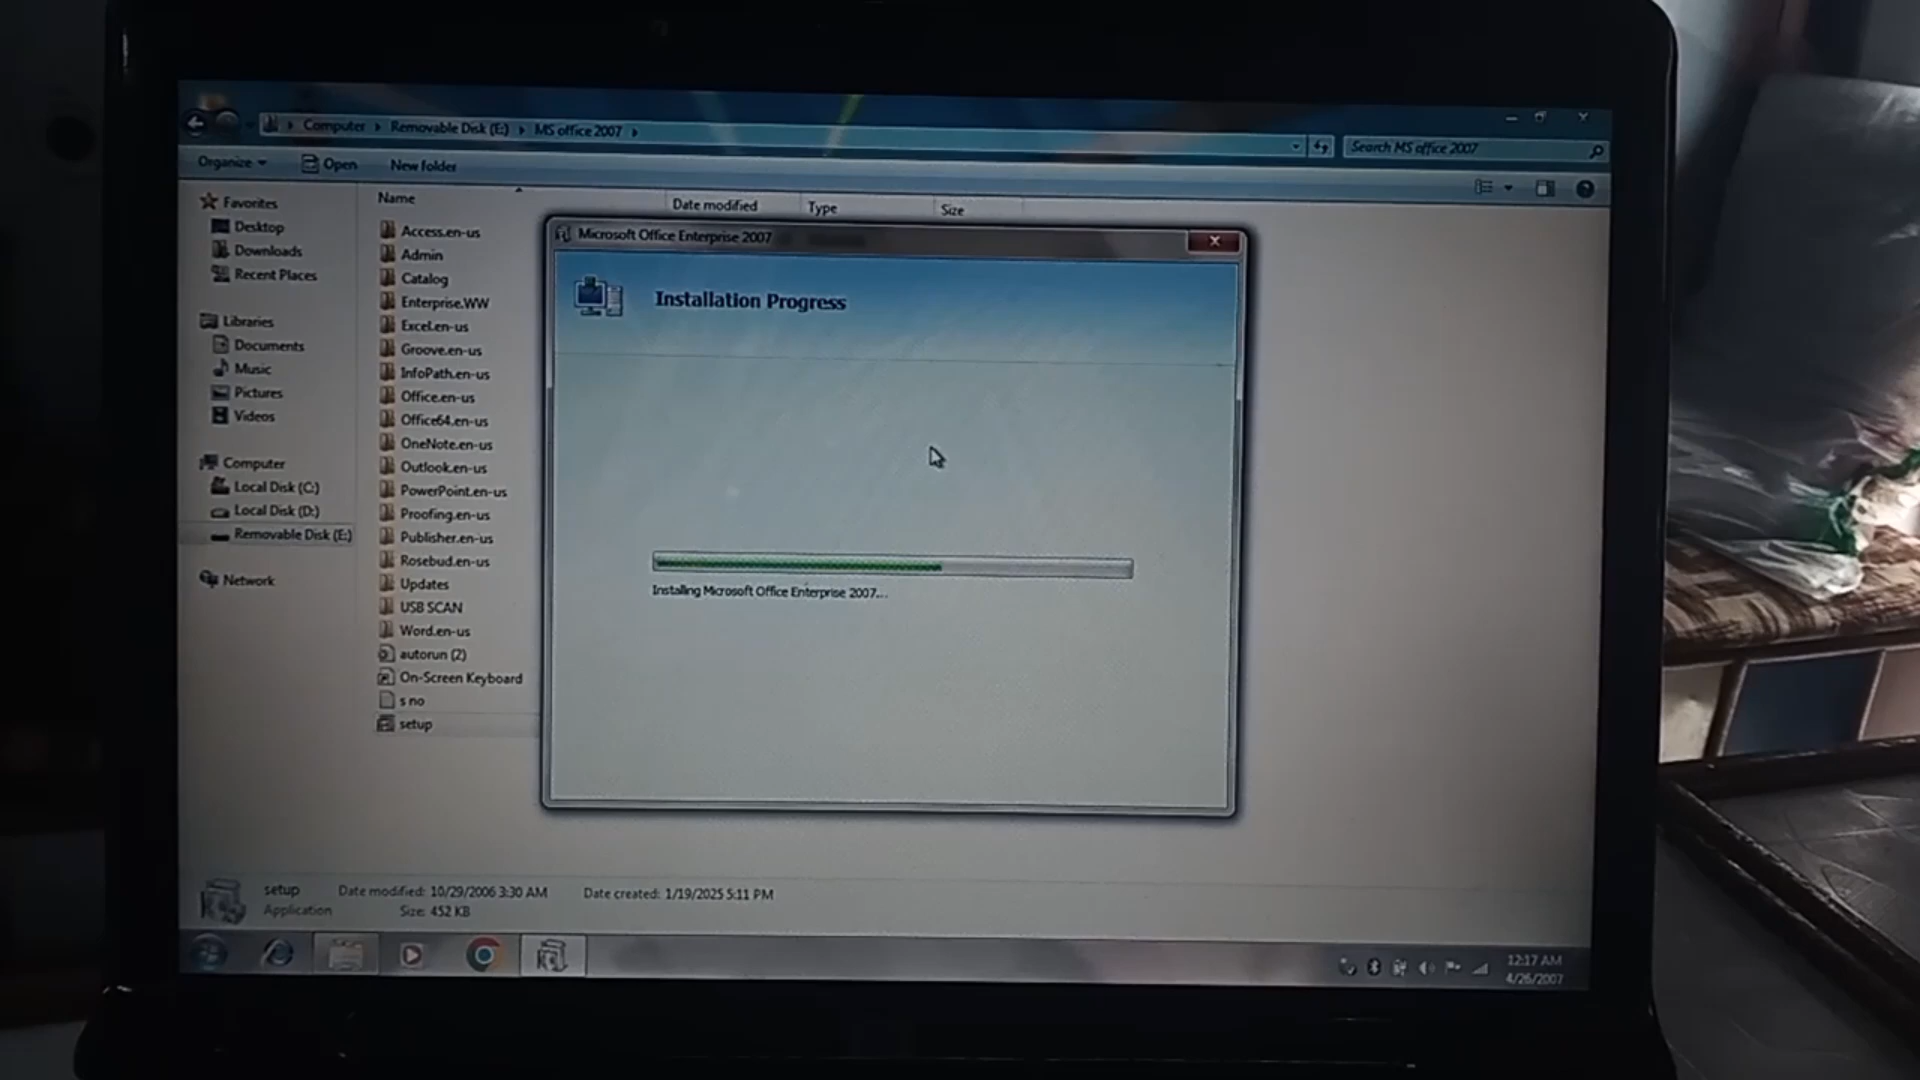 Computer Removable Disk (E:) MS office 2007
Search MS office 2007
Organize Open New folder
Favorites
Desktop
Downloads
Recent Places
Libraries
Documents
Music
Pictures
Videos
Computer
Local Disk (C:)
Local Disk (D:)
Removable Disk (E:)
Network
Name Date modified Type Size
Access.en-us
Admin
Catalog
Enterprise.WW
Excel.en-us
Groove.en-us
InfoPath.en-us
Office.en-us
Office64.en-us
OneNote.en-us
Outlook.en-us
PowerPoint.en-us
Proofing.en-us
Publisher.en-us
Rosebud.en-us
Updates
USB SCAN
Word.en-us
autorun (2)
On-Screen Keyboard
s no
setup
Microsoft Office Enterprise 2007
Installation Progress
Installing Microsoft Office Enterprise 2007...
setup Date modified: 10/29/2006 3:30 AM Date created: 1/19/2025 5:11 PM
Application Size: 452 KB
12:17 AM
4/26/2007